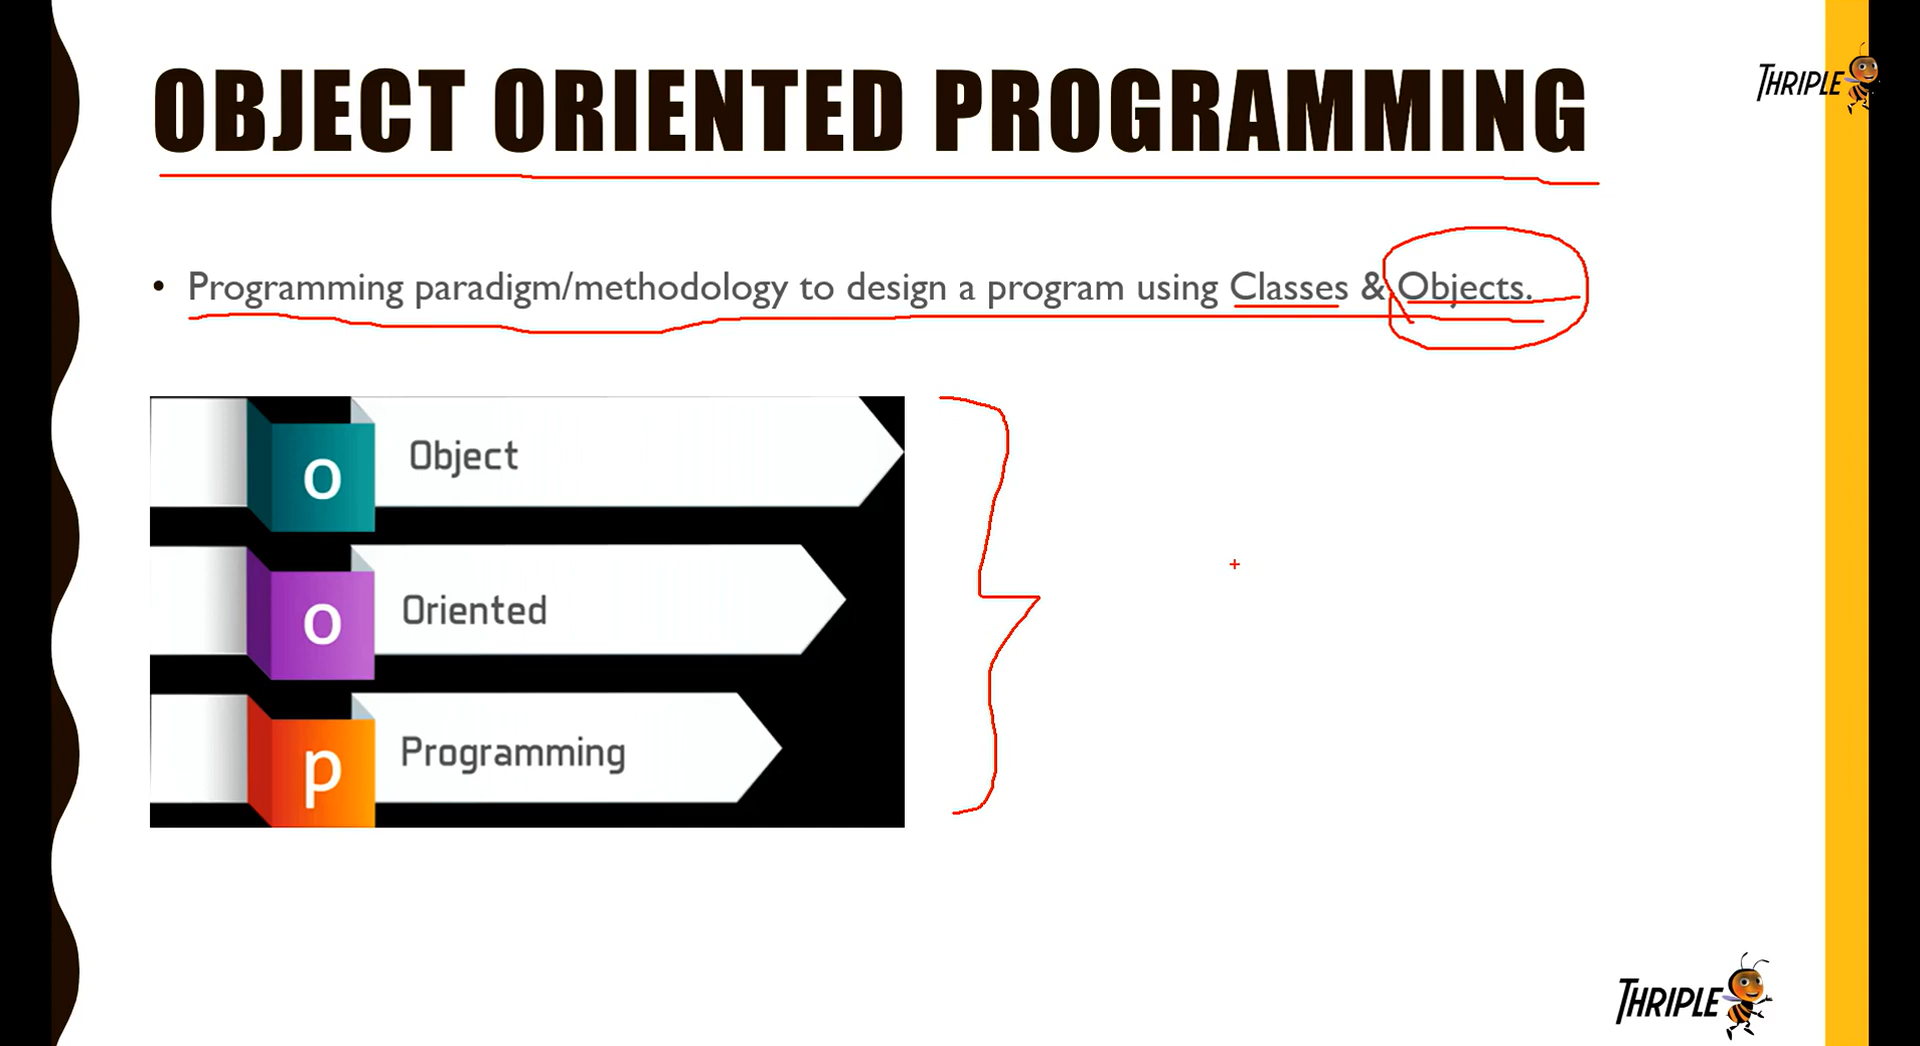 OBJECT ORIENTED PROGRAMMING
THRIPLE
• Programming paradigm/methodology to design a program using Classes & Objects.
o Object
o Oriented
p Programming
THRIPLE